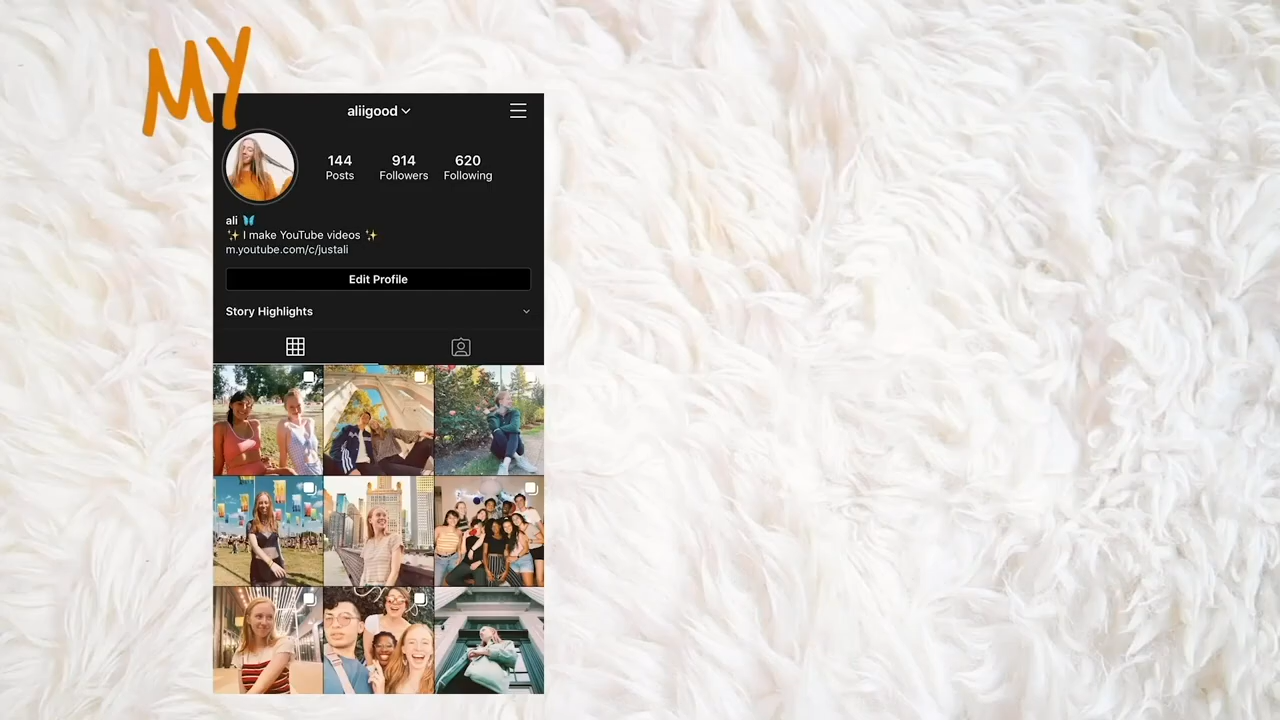 MY
aliigood
144 914 620
Posts Followers Following
ali 🦋
✨ I make YouTube videos ✨
m.youtube.com/c/justali
Edit Profile
Story Highlights